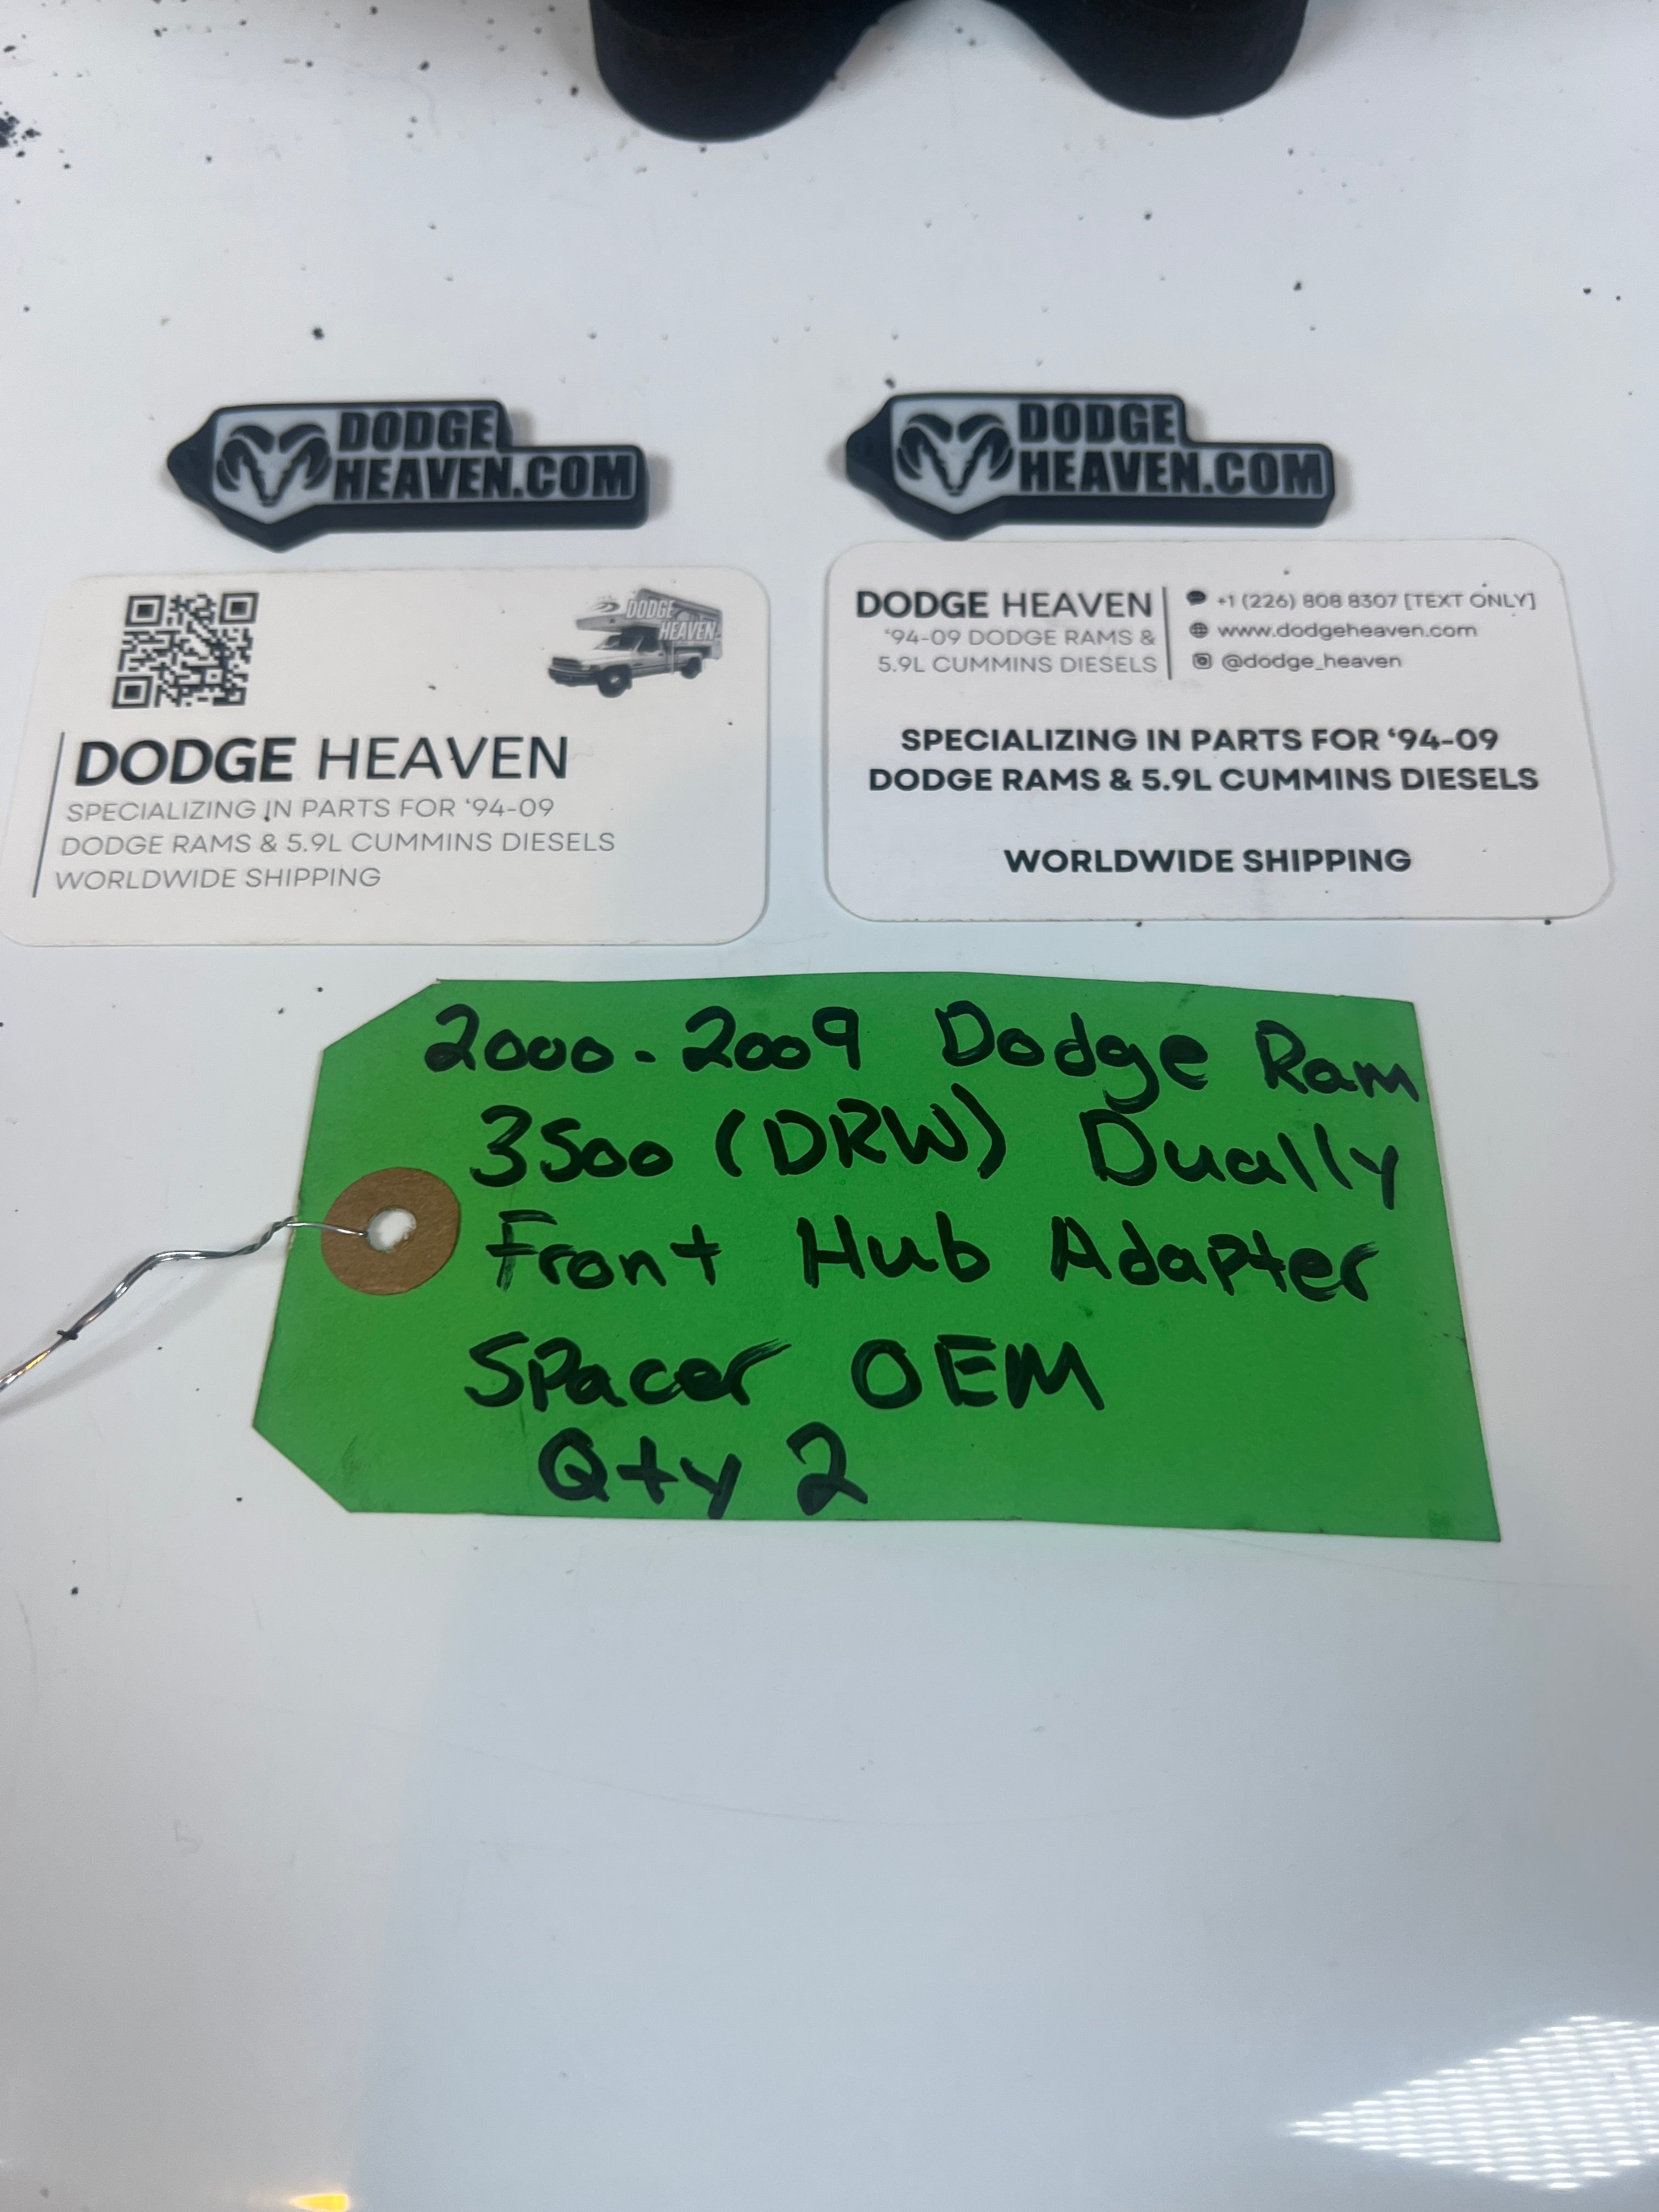 DODGE
HEAVEN.COM
DODGE
HEAVEN.COM
DODGE
HEAVEN
DODGE HEAVEN
SPECIALIZING IN PARTS FOR ‘94-09
DODGE RAMS & 5.9L CUMMINS DIESELS
WORLDWIDE SHIPPING
DODGE HEAVEN
‘94-09 DODGE RAMS &
5.9L CUMMINS DIESELS
+1 (226) 808 8307 [TEXT ONLY]
www.dodgeheaven.com
@dodge_heaven
SPECIALIZING IN PARTS FOR ‘94-09
DODGE RAMS & 5.9L CUMMINS DIESELS
WORLDWIDE SHIPPING
2000-2009 Dodge Ram
3500 (DRW) Dually
Front Hub Adapter
Spacer OEM
Qty 2